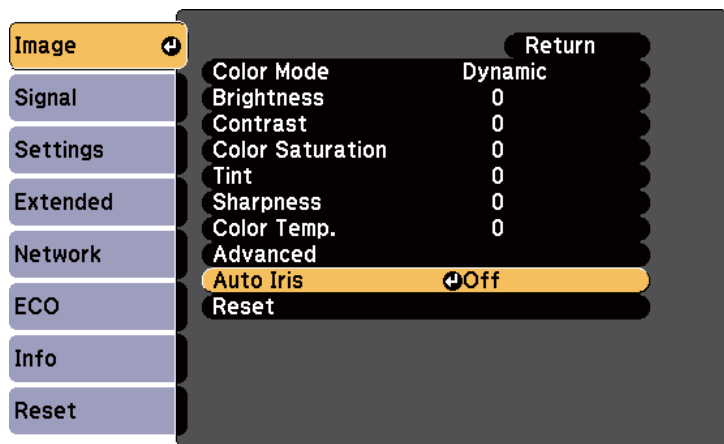 Image
Signal
Settings
Extended
Network
ECO
Info
Reset
Return
Color Mode Dynamic
Brightness 0
Contrast 0
Color Saturation 0
Tint 0
Sharpness 0
Color Temp. 0
Advanced
Auto Iris Off
Reset